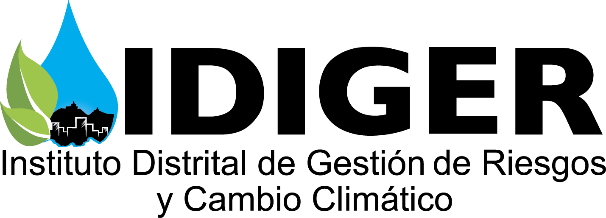 IDIGER
Instituto Distrital de Gestión de Riesgos
y Cambio Climático